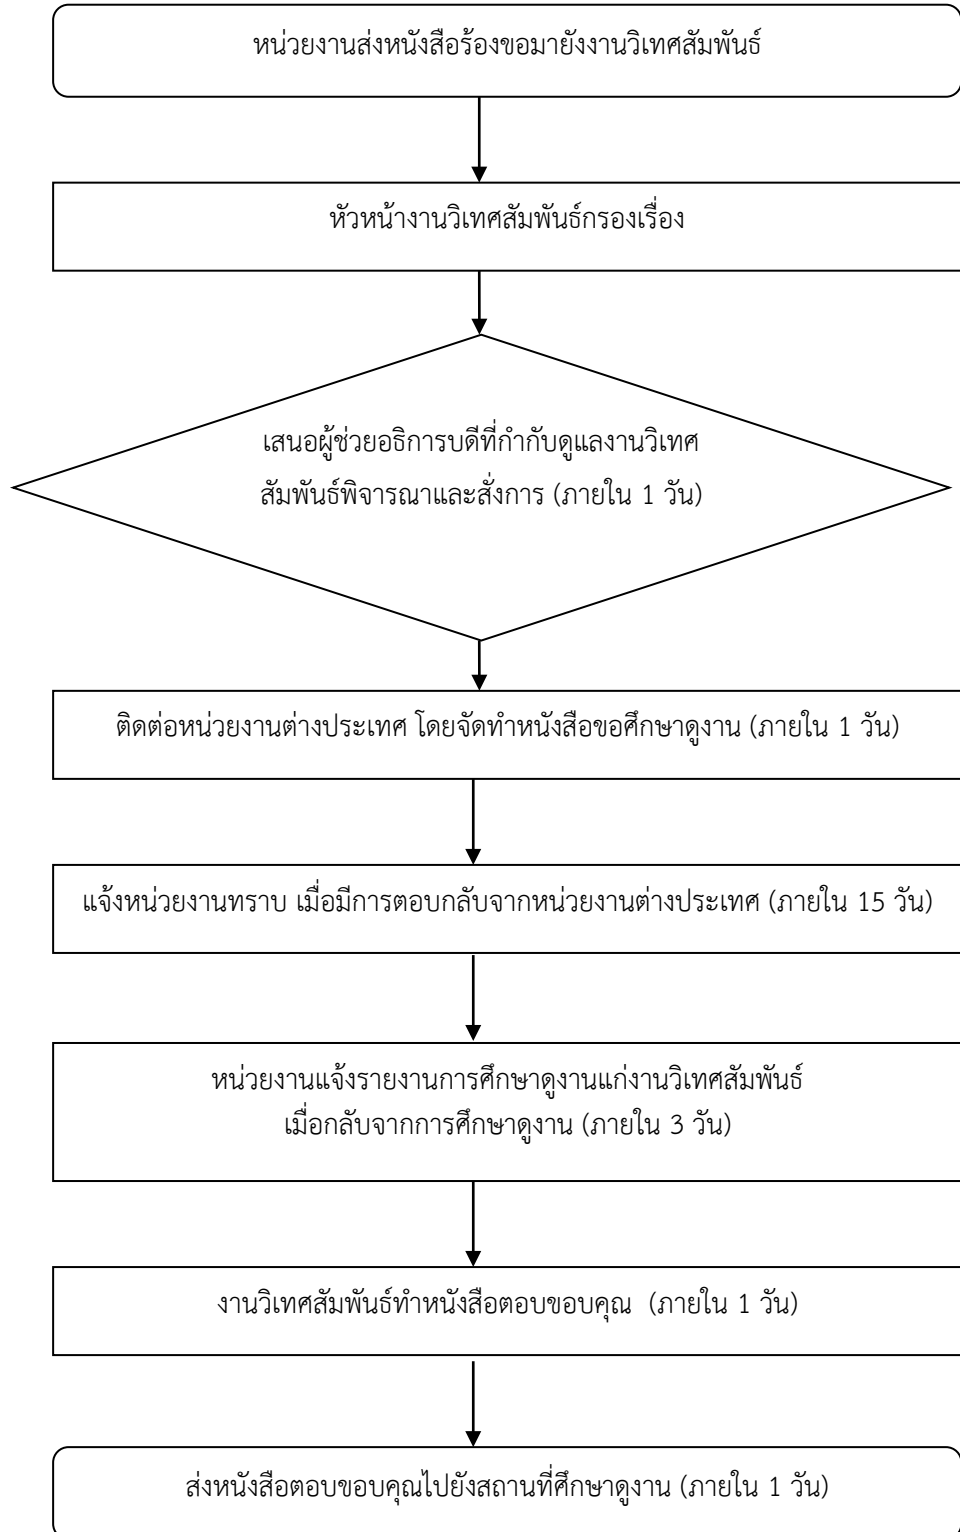 หน่วยงานส่งหนังสือร้องขอมายังงานวิเทศสัมพันธ์
หัวหน้างานวิเทศสัมพันธ์กรองเรื่อง
เสนอผู้ช่วยอธิการบดีที่กำกับดูแลงานวิเทศ
สัมพันธ์พิจารณาและสั่งการ (ภายใน 1 วัน)
ติดต่อหน่วยงานต่างประเทศ โดยจัดทำหนังสือขอศึกษาดูงาน (ภายใน 1 วัน)
แจ้งหน่วยงานทราบ เมื่อมีการตอบกลับจากหน่วยงานต่างประเทศ (ภายใน 15 วัน)
หน่วยงานแจ้งรายงานการศึกษาดูงานแก่งานวิเทศสัมพันธ์
เมื่อกลับจากการศึกษาดูงาน (ภายใน 3 วัน)
งานวิเทศสัมพันธ์ทำหนังสือตอบขอบคุณ (ภายใน 1 วัน)
ส่งหนังสือตอบขอบคุณไปยังสถานที่ศึกษาดูงาน (ภายใน 1 วัน)